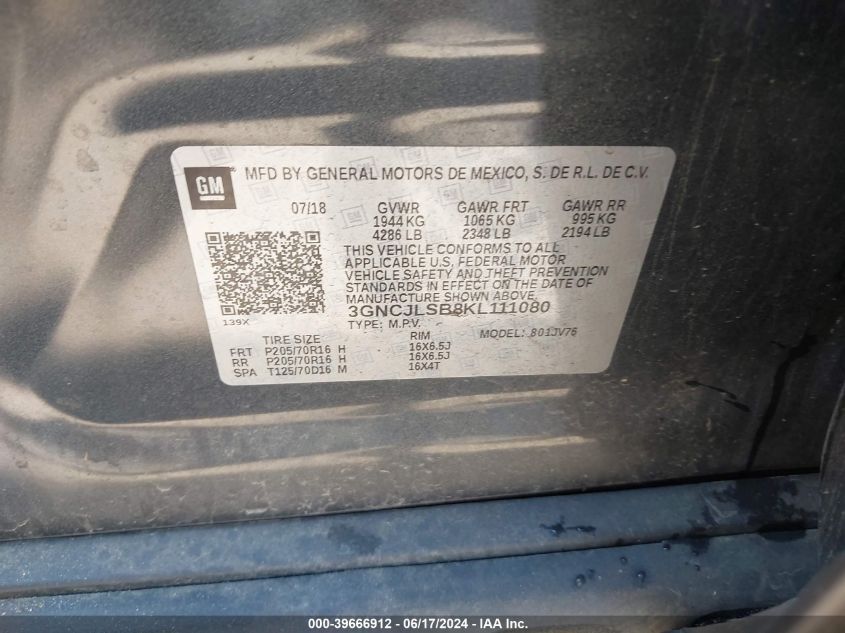 GM
MFD BY GENERAL MOTORS DE MEXICO, S. DE R.L. DE C.V.
07/18 GVWR GAWR FRT GAWR RR
1944 KG 1065 KG 995 KG
4286 LB 2348 LB 2194 LB
THIS VEHICLE CONFORMS TO ALL
APPLICABLE U.S. FEDERAL MOTOR
VEHICLE SAFETY AND THEFT PREVENTION
STANDARDS IN EFFECT ON THE DATE OF
MANUFACTURE SHOWN ABOVE.
139X
3GNCJLSB8KL111080
TYPE: M.P.V. MODEL: 801JV76
TIRE SIZE RIM
FRT P205/70R16 H 16X6.5J
RR P205/70R16 H 16X6.5J
SPA T125/70D16 M 16X4T
000-39666912 - 06/17/2024 - IAA Inc.